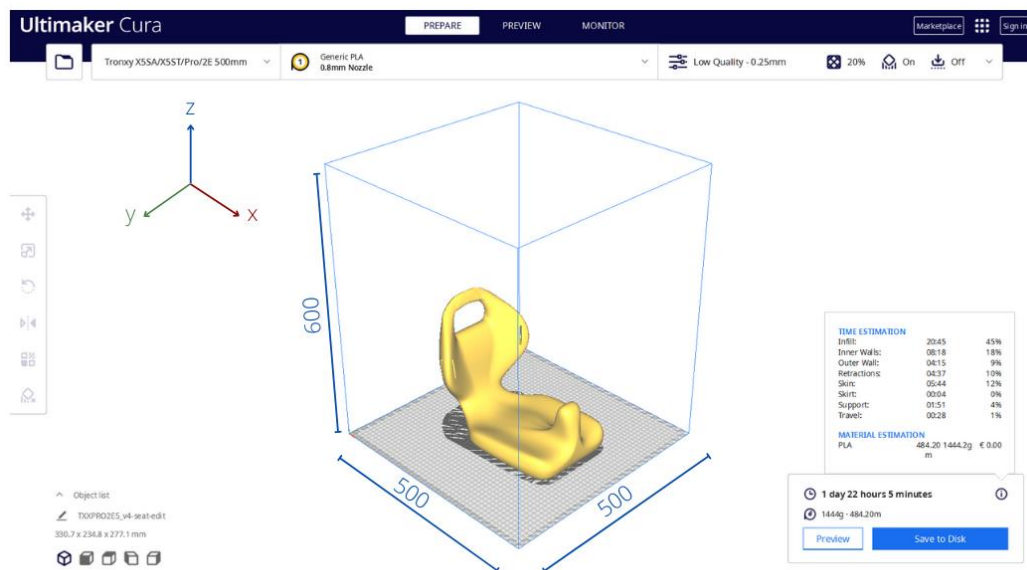 Ultimaker Cura
PREPARE
PREVIEW
MONITOR
Marketplace
Sign in
Tronxy X5SA/X5ST/Pro/2E 500mm
1
Generic PLA
0.8mm Nozzle
Low Quality - 0.25mm
20%
On
Off
z
y
x
600
500
500
TIME ESTIMATION
Infill: 20:45 45%
Inner Walls: 08:18 18%
Outer Wall: 04:15 9%
Retractions: 04:37 10%
Skin: 05:44 12%
Skirt: 00:04 0%
Support: 01:51 4%
Travel: 00:28 1%
MATERIAL ESTIMATION
PLA 484.20 1444.2g € 0.00
m
1 day 22 hours 5 minutes
1444g · 484.20m
Preview
Save to Disk
Object list
330.7 x 234.8 x 277.1 mm